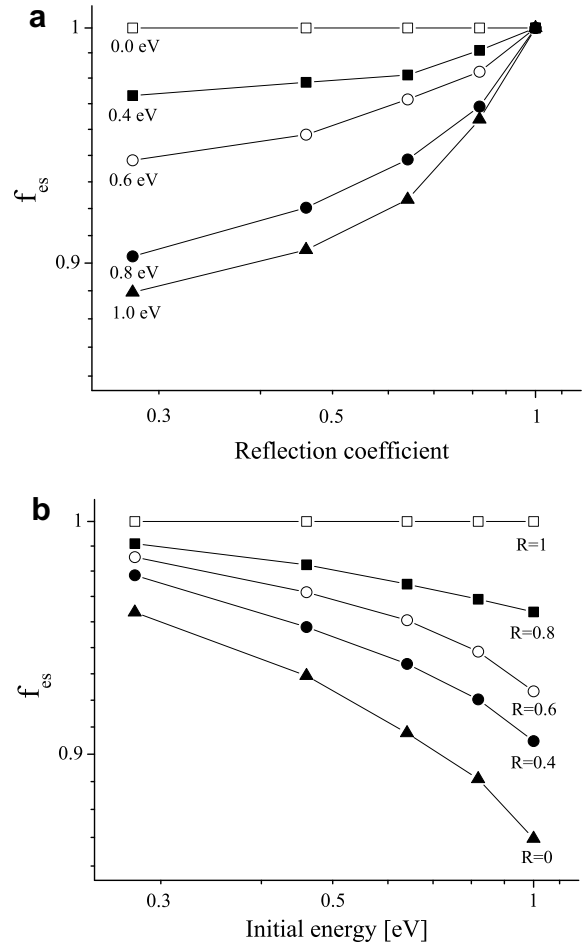 a
1
0.0 eV
0.4 eV
0.6 eV
f_es
0.9
0.8 eV
1.0 eV
0.3 0.5 1
Reflection coefficient
b
1
R=1
R=0.8
f_es
R=0.6
0.9
R=0.4
R=0
0.3 0.5 1
Initial energy [eV]